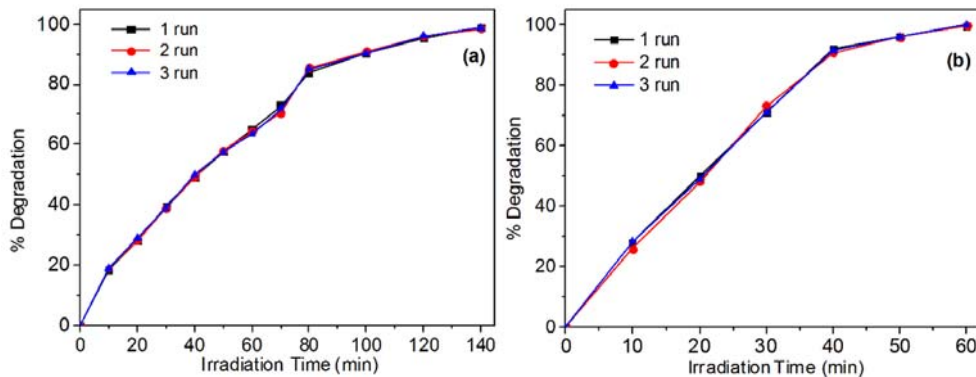 100
80
60
40
20
0
% Degradation
1 run
2 run
3 run
(a)
0 20 40 60 80 100 120 140
Irradiation Time (min)
100
80
60
40
20
0
% Degradation
1 run
2 run
3 run
(b)
0 10 20 30 40 50 60
Irradiation Time (min)